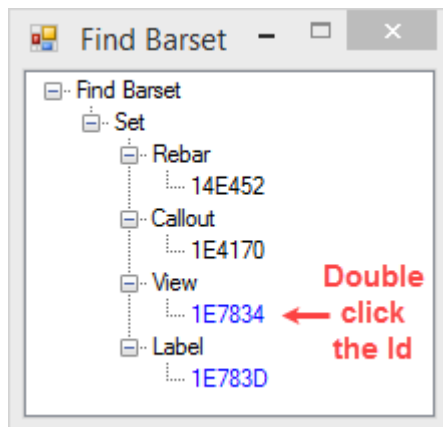 Find Barset
Find Barset
Set
Rebar
14E452
Callout
1E4170
View
1E7834
Label
1E783D
Double
click
the Id